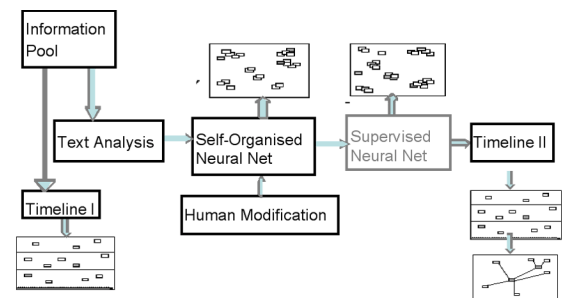 Information
Pool
Text Analysis
Self-Organised
Neural Net
Supervised
Neural Net
Timeline II
Timeline I
Human Modification